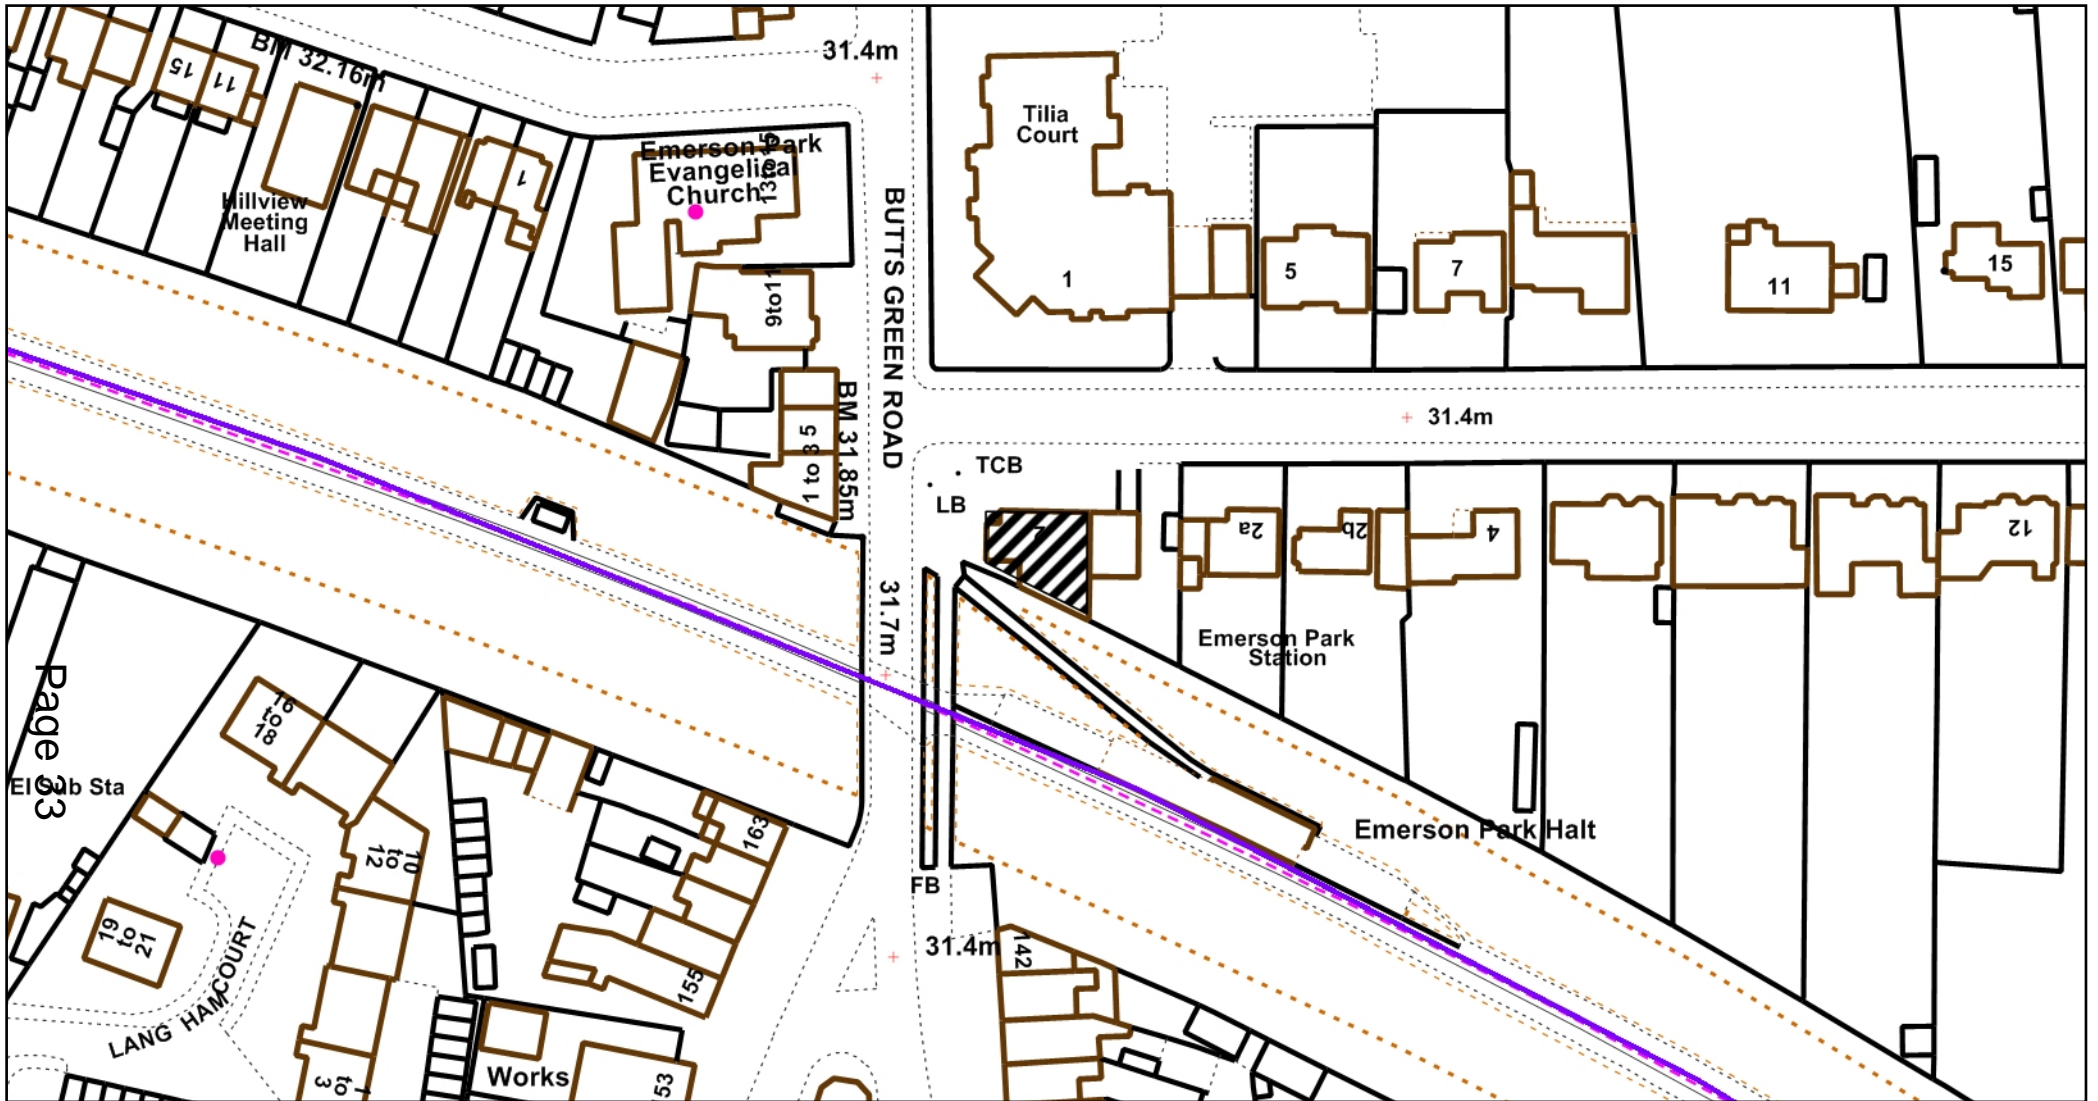 31.4m
BM 32.16m
15
11
Tilia
Court
Emerson Park
Evangelical
Church
13to15
1
Hillview
Meeting
Hall
BUTTS GREEN ROAD
1
5
7
11
15
9to11
BM 31.85m
1 to 3 5
31.4m
TCB
LB
2a
2b
4
12
31.7m
Emerson Park
Station
Page 33
16
to
18
El Sub Sta
163
Emerson Park Halt
10
to
12
FB
19
to
21
LANG HAM COURT
155
31.4m
142
Works
53
1
to
3